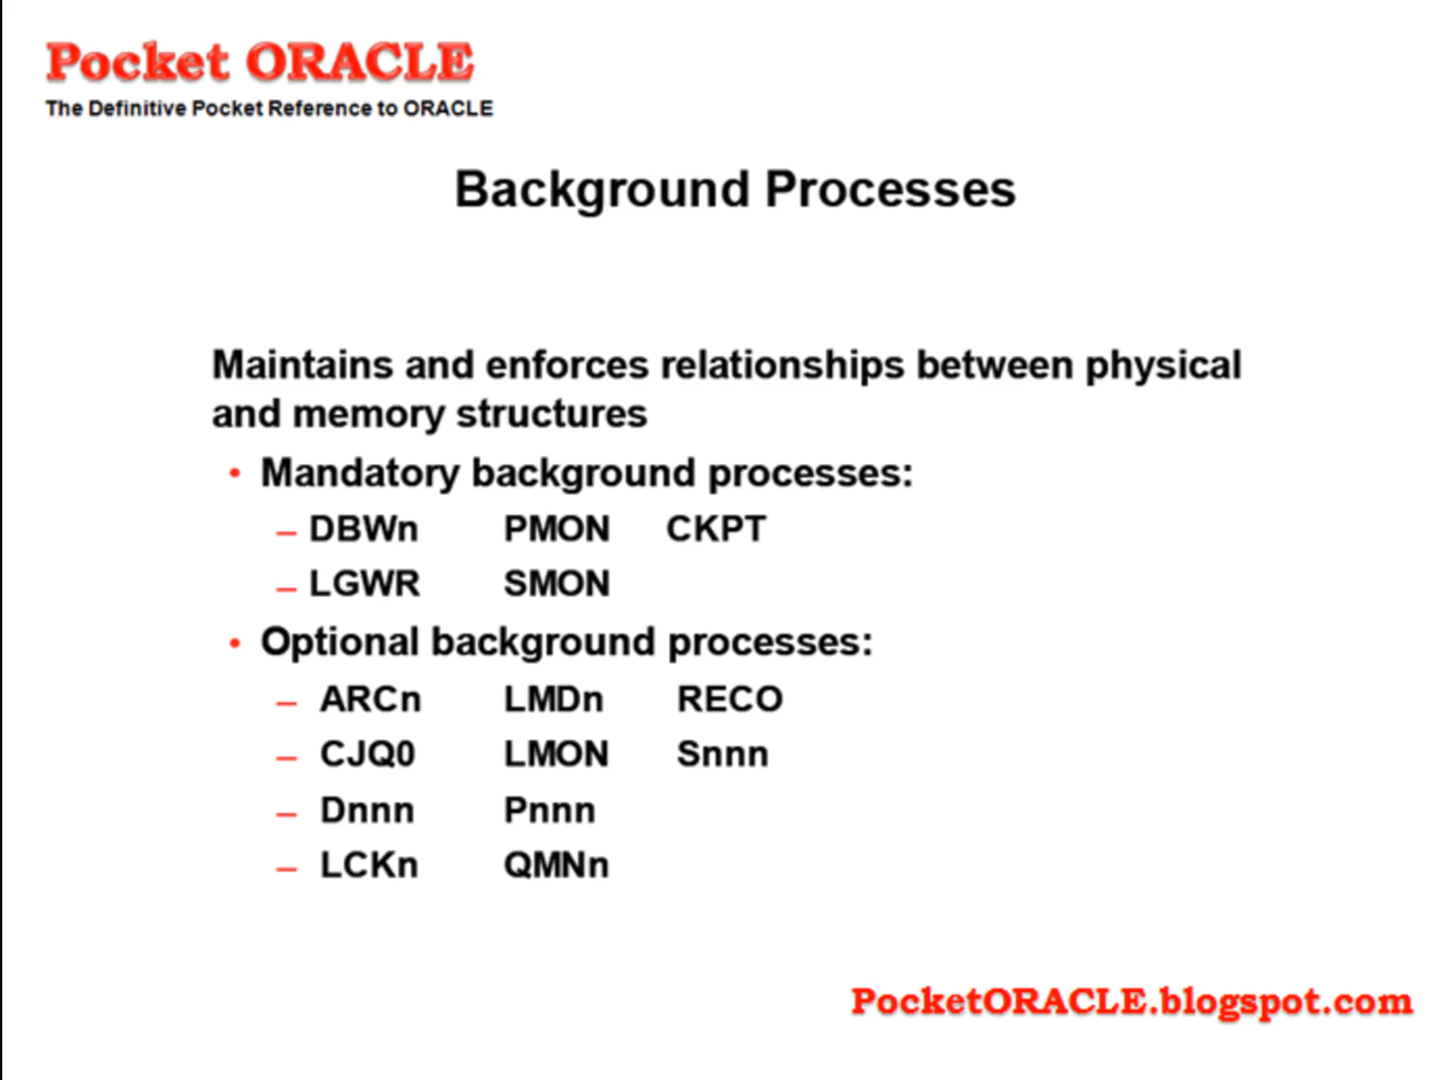 Pocket ORACLE
The Definitive Pocket Reference to ORACLE
Background Processes
Maintains and enforces relationships between physical
and memory structures
• Mandatory background processes:
– DBWn PMON CKPT
– LGWR SMON
• Optional background processes:
– ARCn LMDn RECO
– CJQ0 LMON Snnn
– Dnnn Pnnn
– LCKn QMNn
PocketORACLE.blogspot.com